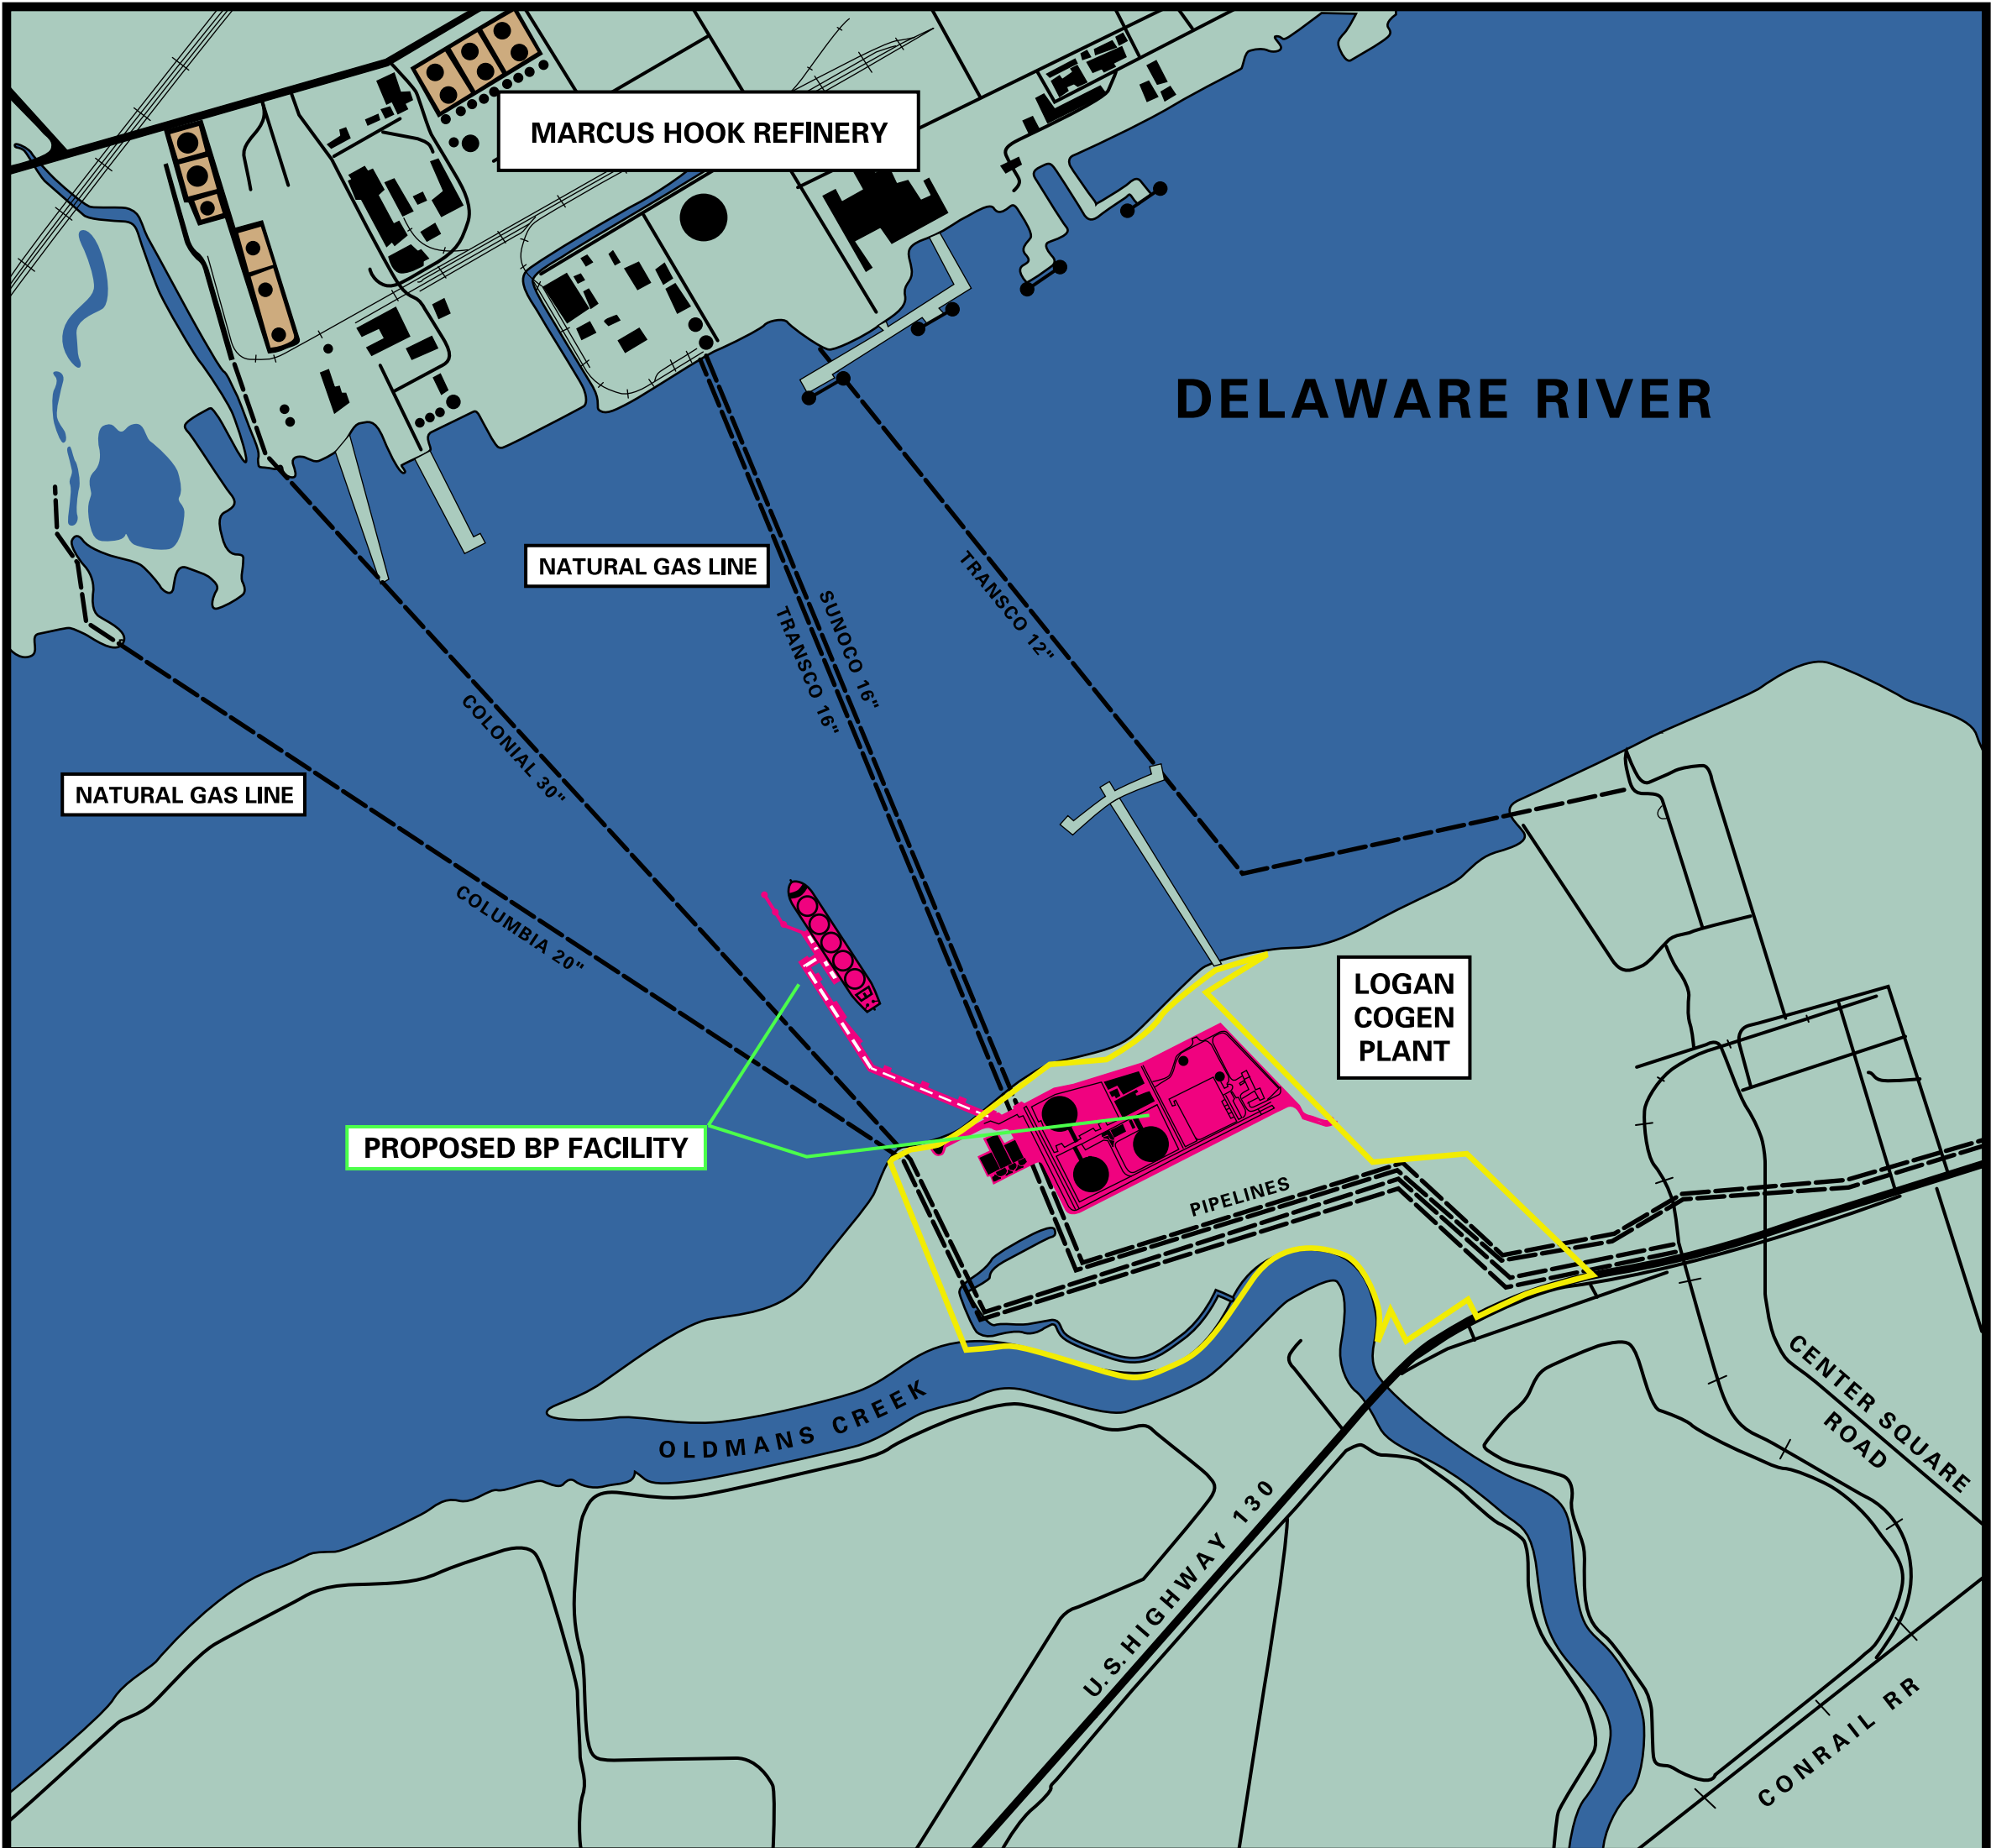 MARCUS HOOK REFINERY
DELAWARE RIVER
NATURAL GAS LINE
TRANSCO 12"
SUNOCO 16"
TRANSCO 16"
COLONIAL 30"
NATURAL GAS LINE
COLUMBIA 20"
LOGAN
COGEN
PLANT
PROPOSED BP FACILITY
PIPELINES
OLDMANS CREEK
CENTER SQUARE
ROAD
U.S. HIGHWAY 130
CONRAIL RR